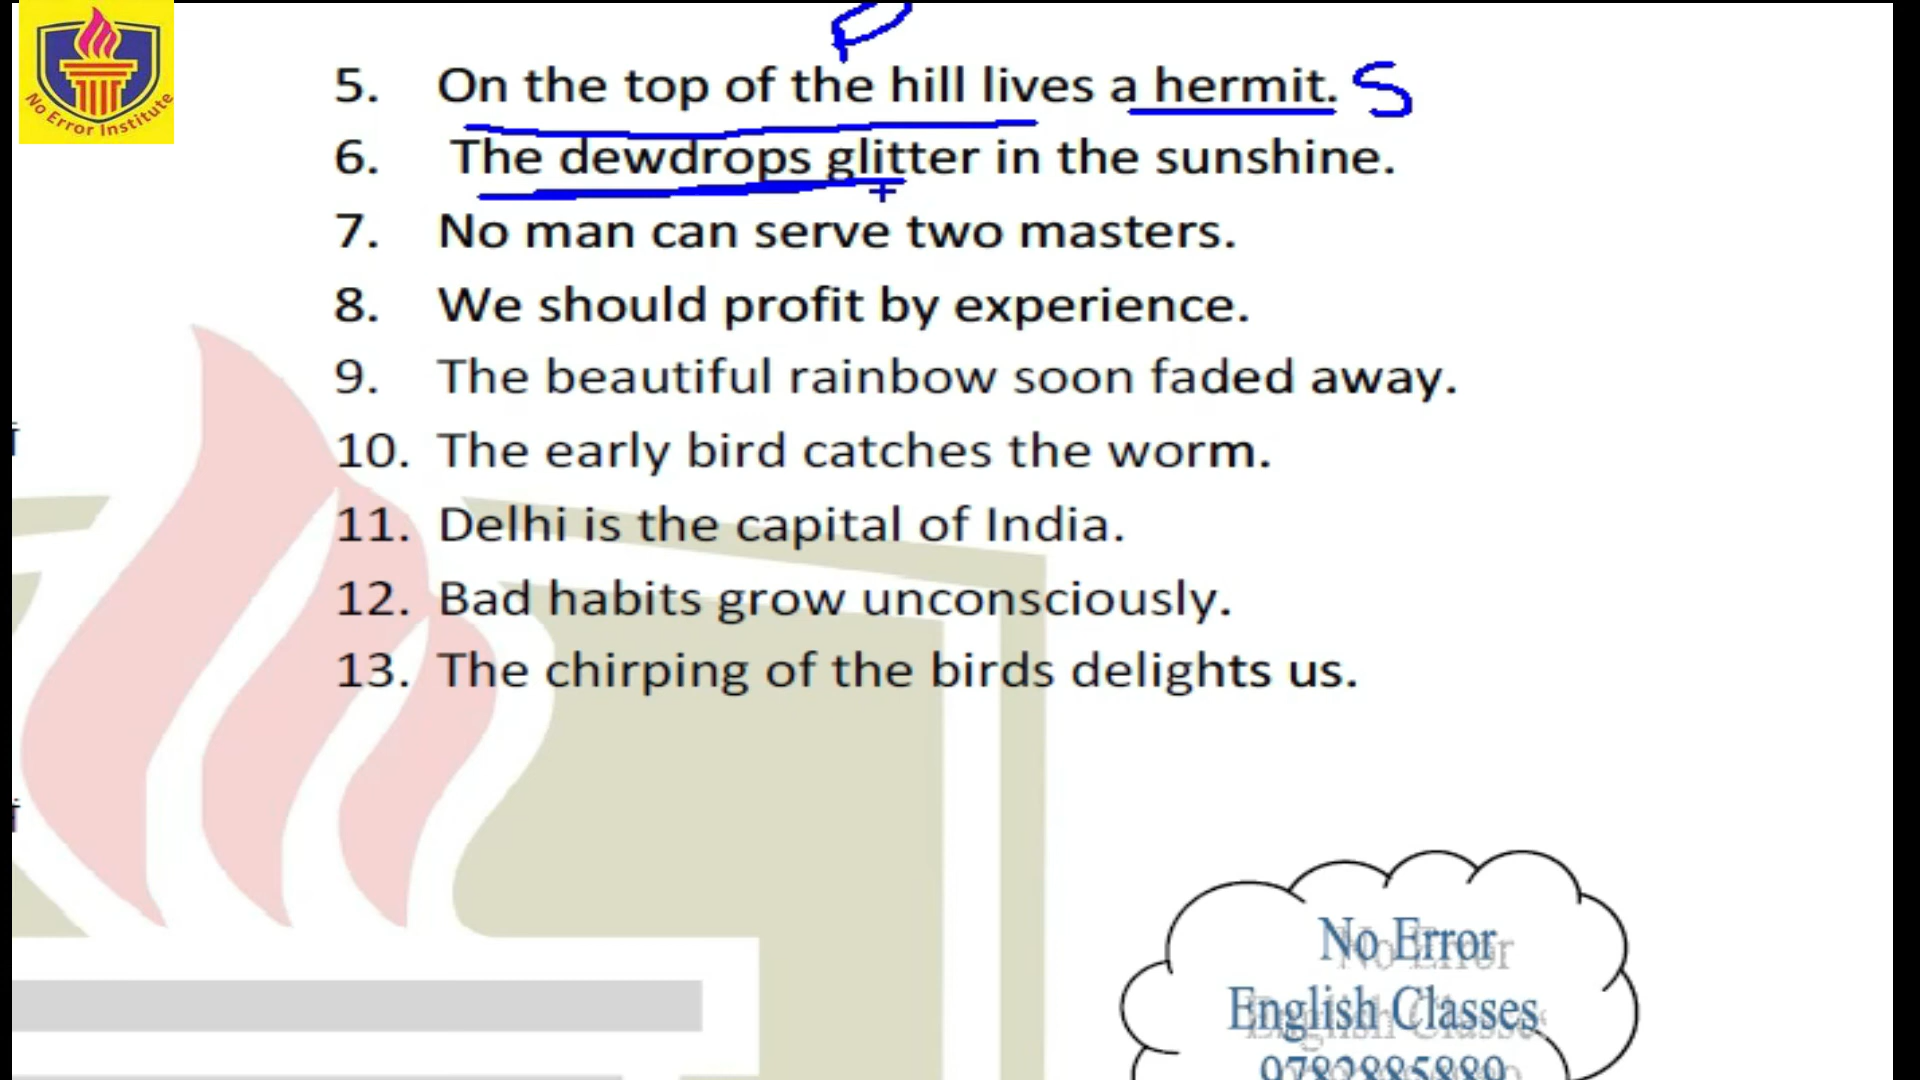 No Error Institute
P
5. On the top of the hill lives a hermit. S
6. The dewdrops glitter in the sunshine.
7. No man can serve two masters.
8. We should profit by experience.
9. The beautiful rainbow soon faded away.
10. The early bird catches the worm.
11. Delhi is the capital of India.
12. Bad habits grow unconsciously.
13. The chirping of the birds delights us.
No Error
English Classes
9782885889